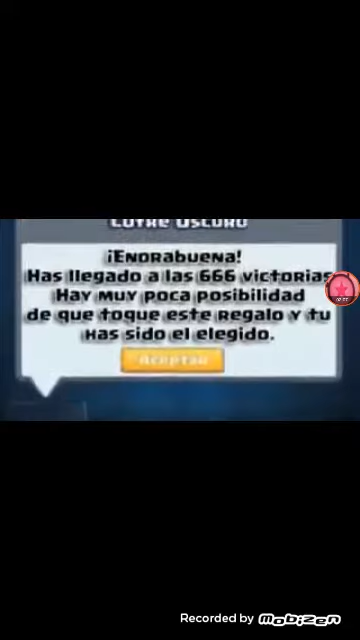 COFRE OSCURO
¡ENORABUENA!
HAS llegado a las 666 victorias
HAY MUY POCA POSIBILIDAD
de que toque este REGALO Y tu
HAS SIDO el elegido.
Aceptar
Recorded by mobizen